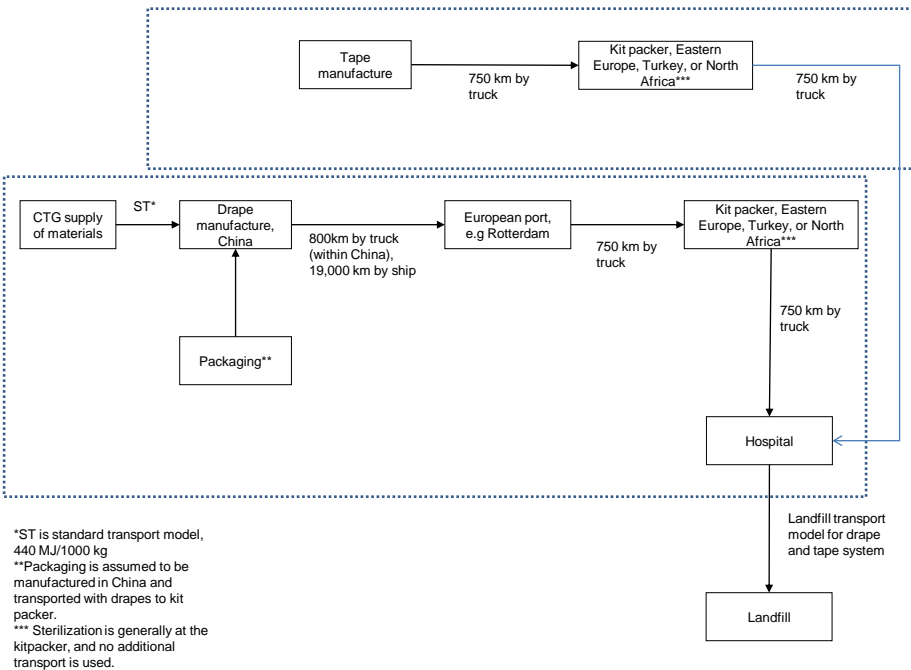 Tape
manufacture
750 km by
truck
Kit packer, Eastern
Europe, Turkey, or North
Africa***
750 km by
truck
CTG supply
of materials
ST*
Drape
manufacture,
China
800km by truck
(within China),
19,000 km by ship
European port,
e.g Rotterdam
750 km by
truck
Kit packer, Eastern
Europe, Turkey, or North
Africa***
750 km by
truck
Packaging**
Hospital
Landfill transport
model for drape
and tape system
Landfill
*ST is standard transport model,
440 MJ/1000 kg
**Packaging is assumed to be
manufactured in China and
transported with drapes to kit
packer.
*** Sterilization is generally at the
kitpacker, and no additional
transport is used.